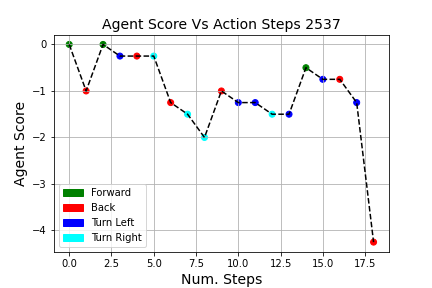 Agent Score Vs Action Steps 2537
0
−1
−2
−3
−4
Agent Score
Forward
Back
Turn Left
Turn Right
0.0 2.5 5.0 7.5 10.0 12.5 15.0 17.5
Num. Steps